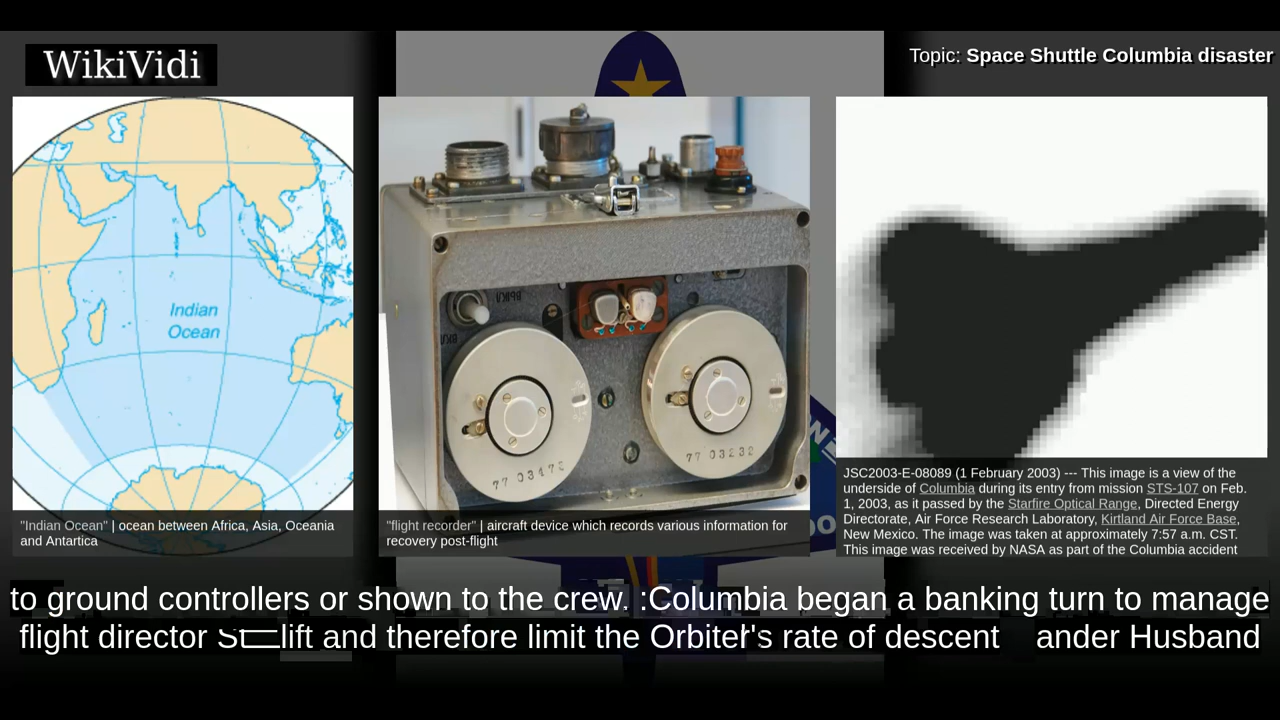 WikiVidi
Topic: Space Shuttle Columbia disaster
Indian
Ocean
"Indian Ocean" | ocean between Africa, Asia, Oceania
and Antartica
ВЫКЛ
ВКЛ
77 03178
77 03232
"flight recorder" | aircraft device which records various information for
recovery post-flight
JSC2003-E-08089 (1 February 2003) --- This image is a view of the
underside of Columbia during its entry from mission STS-107 on Feb.
1, 2003, as it passed by the Starfire Optical Range, Directed Energy
Directorate, Air Force Research Laboratory, Kirtland Air Force Base,
New Mexico. The image was taken at approximately 7:57 a.m. CST.
This image was received by NASA as part of the Columbia accident
to ground controllers or shown to the crew. :Columbia began a banking turn to manage
flight director lift and therefore limit the Orbiter's rate of descent ander Husband